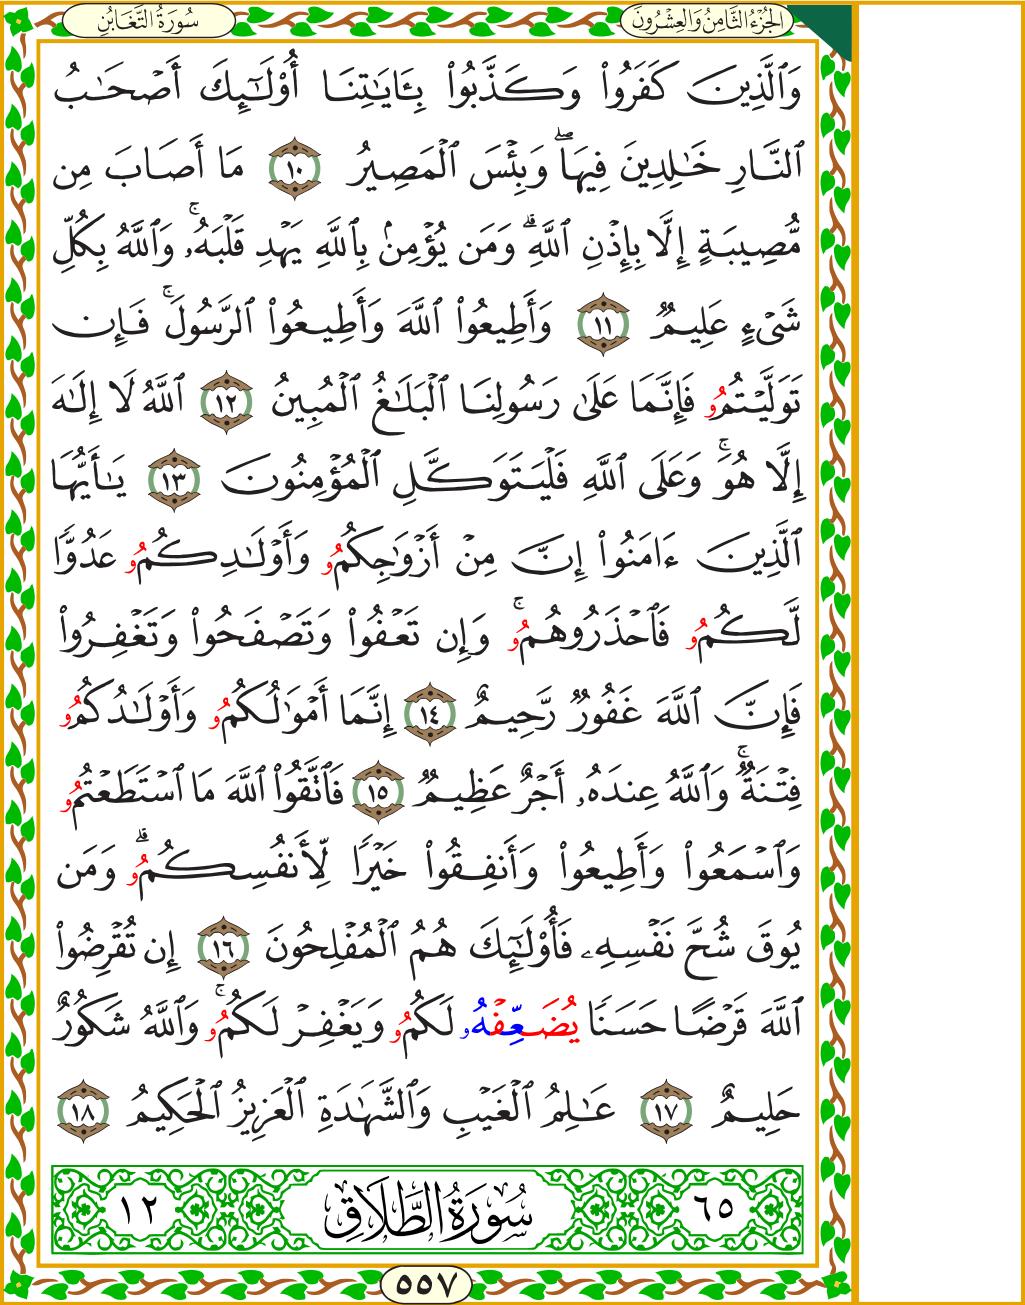 سُورَةُ التَّغَابُنِ
الجُزْءُ الثَّامِنُ وَالعِشْرُونَ
وَٱلَّذِينَ كَفَرُواْ وَكَذَّبُواْ بِـَٔايَٰتِنَا أُوْلَٰٓئِكَ أَصْحَٰبُ
ٱلنَّارِ خَٰلِدِينَ فِيهَاۖ وَبِئْسَ ٱلْمَصِيرُ ١٠ مَا أَصَابَ مِن
مُّصِيبَةٍ إِلَّا بِإِذْنِ ٱللَّهِۗ وَمَن يُؤْمِنۢ بِٱللَّهِ يَهْدِ قَلْبَهُۥۚ وَٱللَّهُ بِكُلِّ
شَىْءٍ عَلِيمٌ ١١ وَأَطِيعُواْ ٱللَّهَ وَأَطِيعُواْ ٱلرَّسُولَۚ فَإِن
تَوَلَّيْتُمُۥ فَإِنَّمَا عَلَىٰ رَسُولِنَا ٱلْبَلَٰغُ ٱلْمُبِينُ ١٢ ٱللَّهُ لَا إِلَٰهَ
إِلَّا هُوَۚ وَعَلَى ٱللَّهِ فَلْيَتَوَكَّلِ ٱلْمُؤْمِنُونَ ١٣ يَٰأَيُّهَا
ٱلَّذِينَ ءَامَنُواْ إِنَّ مِنْ أَزْوَٰجِكُمُۥ وَأَوْلَٰدِكُمُۥ عَدُوًّا
لَّكُمُۥ فَٱحْذَرُوهُمُۥۚ وَإِن تَعْفُواْ وَتَصْفَحُواْ وَتَغْفِرُواْ
فَإِنَّ ٱللَّهَ غَفُورٌ رَّحِيمٌ ١٤ إِنَّمَا أَمْوَٰلُكُمُۥ وَأَوْلَٰدُكُمُۥ
فِتْنَةٌۚ وَٱللَّهُ عِندَهُۥ أَجْرٌ عَظِيمٌ ١٥ فَٱتَّقُواْ ٱللَّهَ مَا ٱسْتَطَعْتُمُۥ
وَٱسْمَعُواْ وَأَطِيعُواْ وَأَنفِقُواْ خَيْرًا لِّأَنفُسِكُمُۥۗ وَمَن
يُوقَ شُحَّ نَفْسِهِۦ فَأُوْلَٰٓئِكَ هُمُ ٱلْمُفْلِحُونَ ١٦ إِن تُقْرِضُواْ
ٱللَّهَ قَرْضًا حَسَنًا يُضَعِّفْهُۥ لَكُمُۥ وَيَغْفِرْ لَكُمُۥۚ وَٱللَّهُ شَكُورٌ
حَلِيمٌ ١٧ عَٰلِمُ ٱلْغَيْبِ وَٱلشَّهَٰدَةِ ٱلْعَزِيزُ ٱلْحَكِيمُ ١٨
٦٥ سُورَةُ الطَّلَاقِ ١٢
٥٥٧